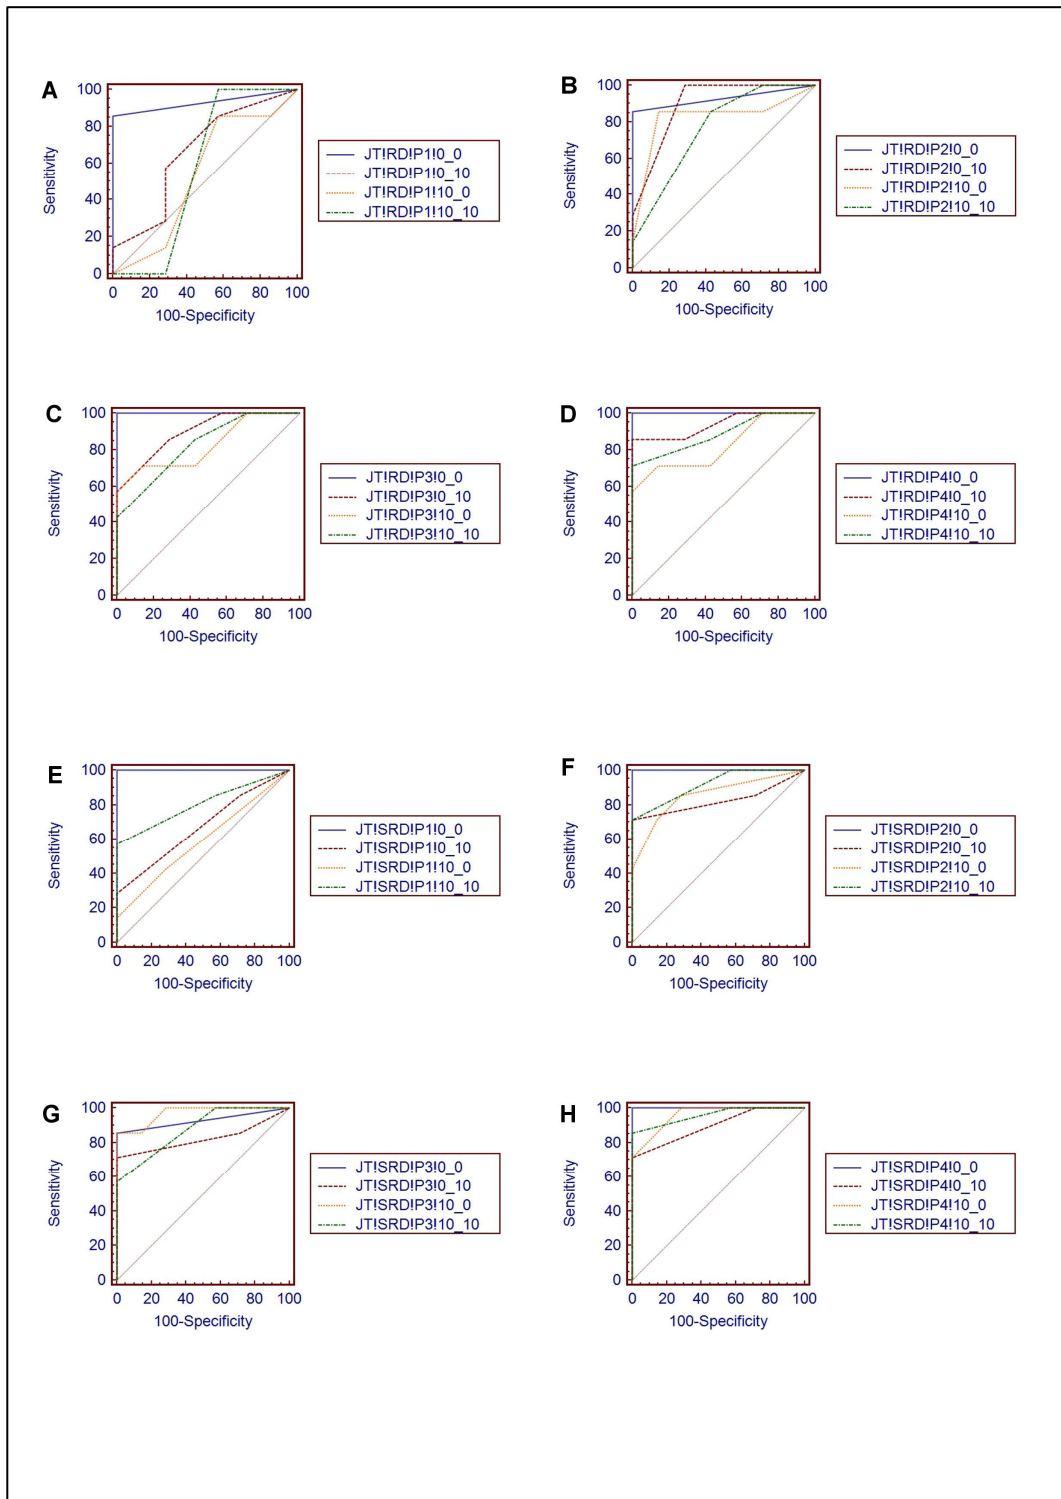 A
100
80
60
40
20
0
Sensitivity
0 20 40 60 80 100
100-Specificity
JT!RD!P1!0_0
JT!RD!P1!0_10
JT!RD!P1!10_0
JT!RD!P1!10_10
B
100
80
60
40
20
0
Sensitivity
0 20 40 60 80 100
100-Specificity
JT!RD!P2!0_0
JT!RD!P2!0_10
JT!RD!P2!10_0
JT!RD!P2!10_10
C
100
80
60
40
20
0
Sensitivity
0 20 40 60 80 100
100-Specificity
JT!RD!P3!0_0
JT!RD!P3!0_10
JT!RD!P3!10_0
JT!RD!P3!10_10
D
100
80
60
40
20
0
Sensitivity
0 20 40 60 80 100
100-Specificity
JT!RD!P4!0_0
JT!RD!P4!0_10
JT!RD!P4!10_0
JT!RD!P4!10_10
E
100
80
60
40
20
0
Sensitivity
0 20 40 60 80 100
100-Specificity
JT!SRD!P1!0_0
JT!SRD!P1!0_10
JT!SRD!P1!10_0
JT!SRD!P1!10_10
F
100
80
60
40
20
0
Sensitivity
0 20 40 60 80 100
100-Specificity
JT!SRD!P2!0_0
JT!SRD!P2!0_10
JT!SRD!P2!10_0
JT!SRD!P2!10_10
G
100
80
60
40
20
0
Sensitivity
0 20 40 60 80 100
100-Specificity
JT!SRD!P3!0_0
JT!SRD!P3!0_10
JT!SRD!P3!10_0
JT!SRD!P3!10_10
H
100
80
60
40
20
0
Sensitivity
0 20 40 60 80 100
100-Specificity
JT!SRD!P4!0_0
JT!SRD!P4!0_10
JT!SRD!P4!10_0
JT!SRD!P4!10_10